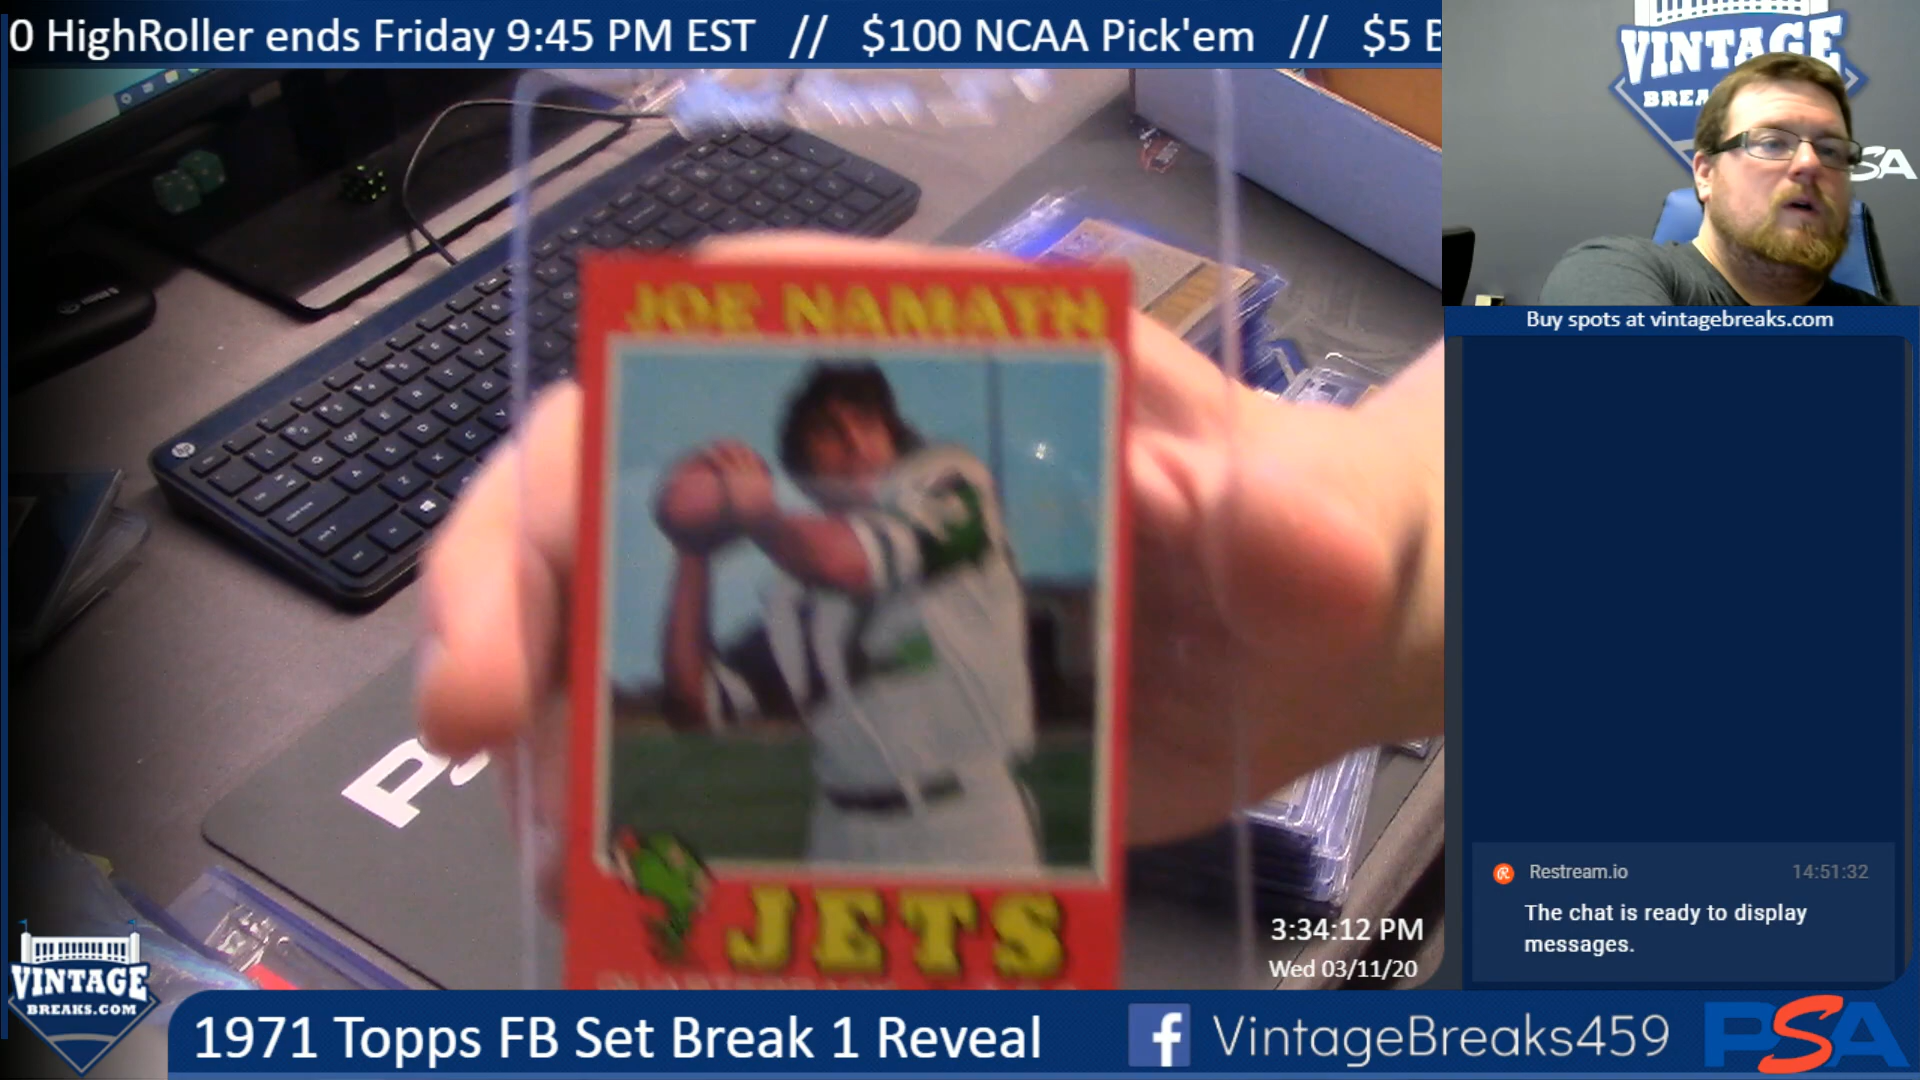 0 HighRoller ends Friday 9:45 PM EST // $100 NCAA Pick'em // $5
VINTAGE
BREA
SA
Buy spots at vintagebreaks.com
JOE NAMATH
JETS
hp
Restream.io 14:51:32
The chat is ready to display
messages.
3:34:12 PM
Wed 03/11/20
VINTAGE
BREAKS.COM
1971 Topps FB Set Break 1 Reveal
VintageBreaks459
PSA